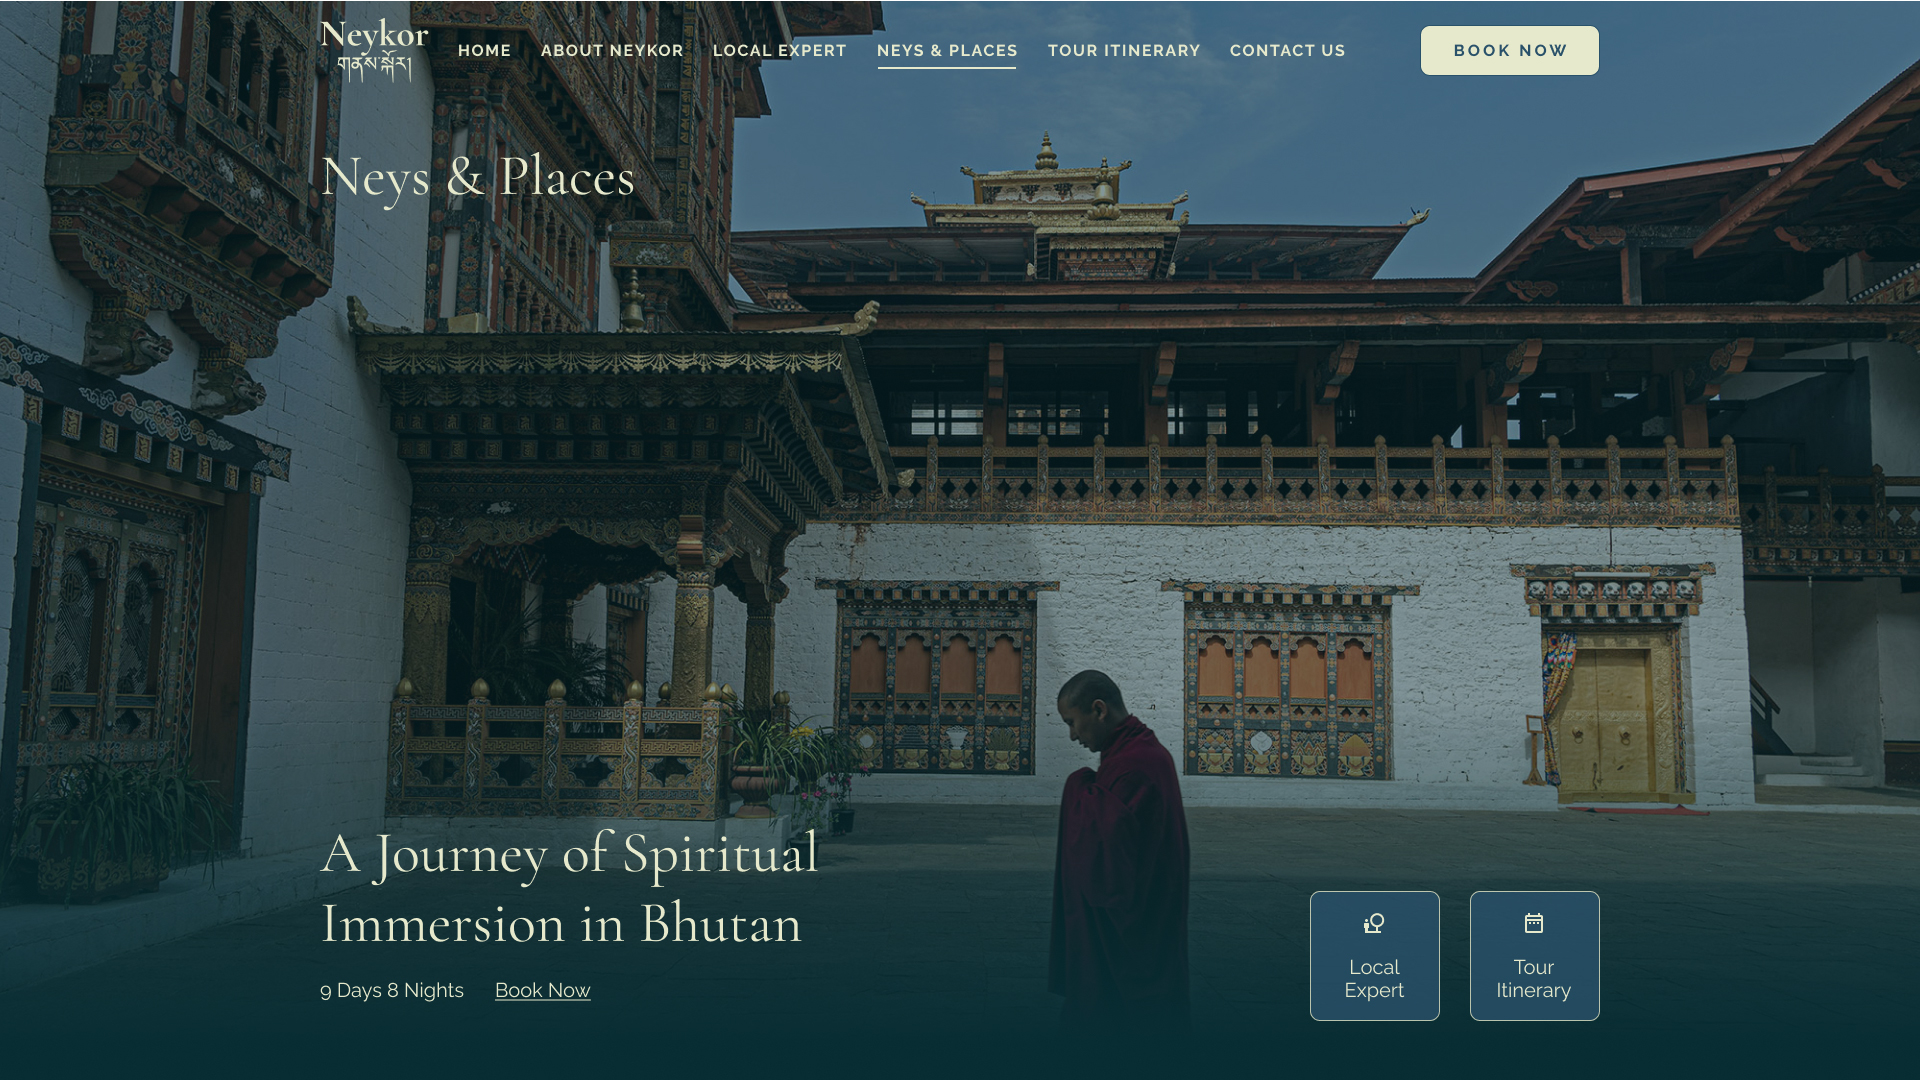 Neykor
གནས་སྐོར།
HOME
ABOUT NEYKOR
LOCAL EXPERT
NEYS & PLACES
TOUR ITINERARY
CONTACT US
BOOK NOW
Neys & Places
A Journey of Spiritual
Immersion in Bhutan
9 Days 8 Nights
Book Now
Local
Expert
Tour
Itinerary